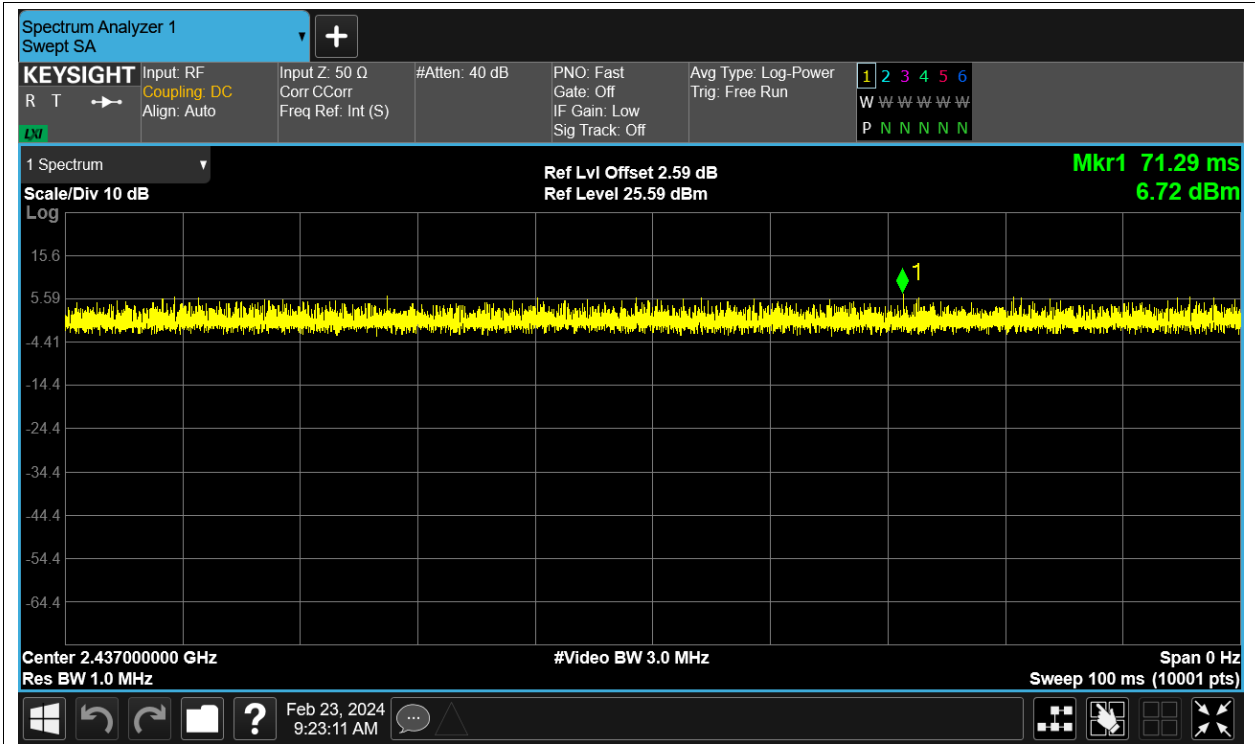 Spectrum Analyzer 1
Swept SA
KEYSIGHT
R T
LXI
Input: RF
Coupling: DC
Align: Auto
Input Z: 50 Ω
Corr CCorr
Freq Ref: Int (S)
#Atten: 40 dB
PNO: Fast
Gate: Off
IF Gain: Low
Sig Track: Off
Avg Type: Log-Power
Trig: Free Run
1 2 3 4 5 6
W W W W W W
P N N N N N
1 Spectrum
Scale/Div 10 dB
Ref Lvl Offset 2.59 dB
Ref Level 25.59 dBm
Mkr1 71.29 ms
6.72 dBm
Log
15.6
5.59
-4.41
-14.4
-24.4
-34.4
-44.4
-54.4
-64.4
1
Center 2.437000000 GHz
Res BW 1.0 MHz
#Video BW 3.0 MHz
Span 0 Hz
Sweep 100 ms (10001 pts)
?
Feb 23, 2024
9:23:11 AM